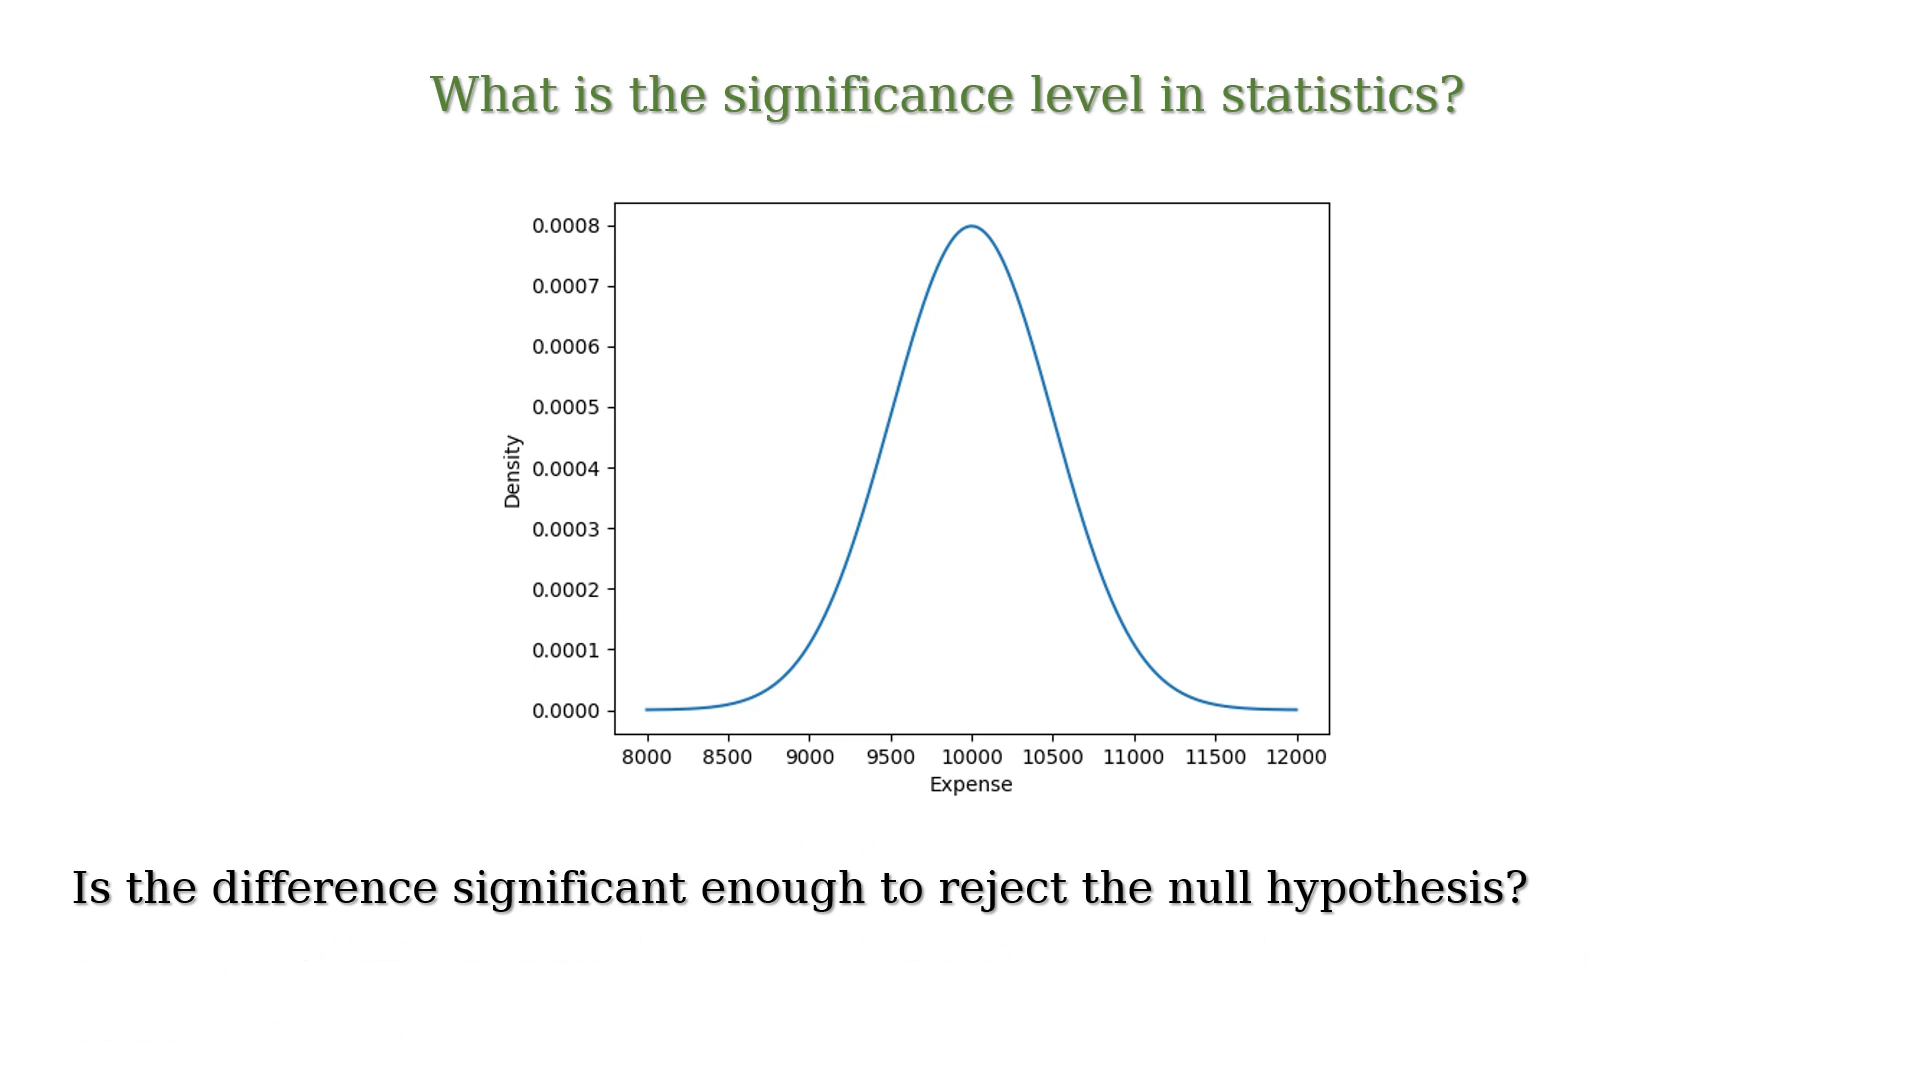 What is the significance level in statistics?
0.0008
0.0007
0.0006
0.0005
0.0004
0.0003
0.0002
0.0001
0.0000
Density
8000 8500 9000 9500 10000 10500 11000 11500 12000
Expense
Is the difference significant enough to reject the null hypothesis?